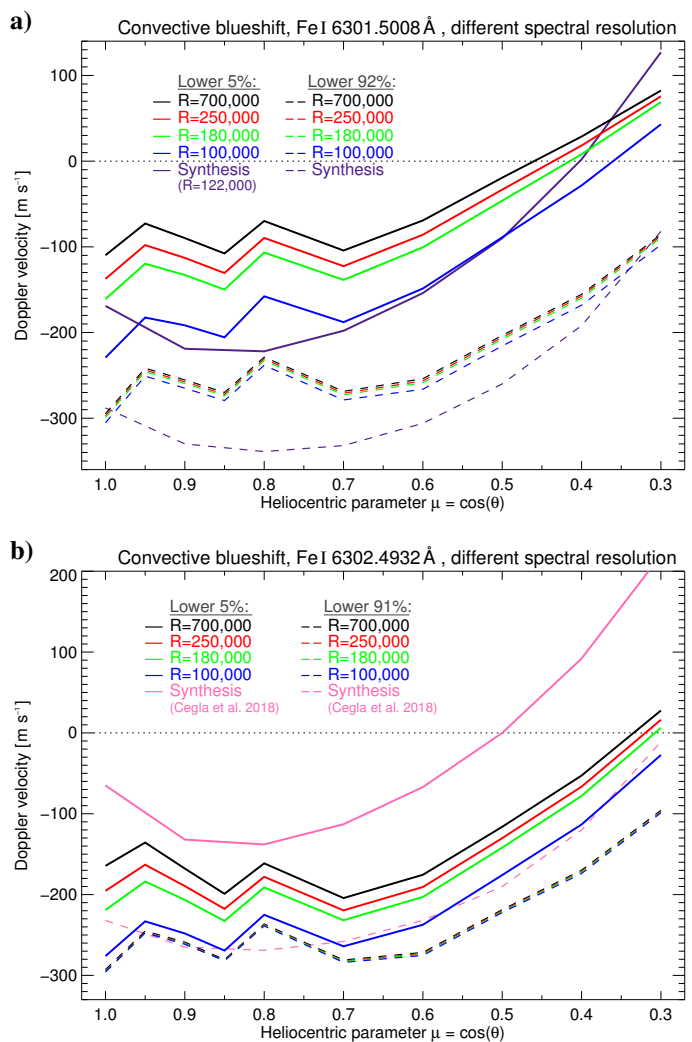 a)
Convective blueshift, Fe I 6301.5008 Å , different spectral resolution
Lower 5%: Lower 92%:
R=700,000 R=700,000
R=250,000 R=250,000
R=180,000 R=180,000
R=100,000 R=100,000
Synthesis Synthesis
(R=122,000)
100
0
−100
−200
−300
Doppler velocity [m s⁻¹]
1.0 0.9 0.8 0.7 0.6 0.5 0.4 0.3
Heliocentric parameter μ = cos(θ)
b)
Convective blueshift, Fe I 6302.4932 Å , different spectral resolution
Lower 5%: Lower 91%:
R=700,000 R=700,000
R=250,000 R=250,000
R=180,000 R=180,000
R=100,000 R=100,000
Synthesis Synthesis
(Cegla et al. 2018) (Cegla et al. 2018)
200
100
0
−100
−200
−300
Doppler velocity [m s⁻¹]
1.0 0.9 0.8 0.7 0.6 0.5 0.4 0.3
Heliocentric parameter μ = cos(θ)